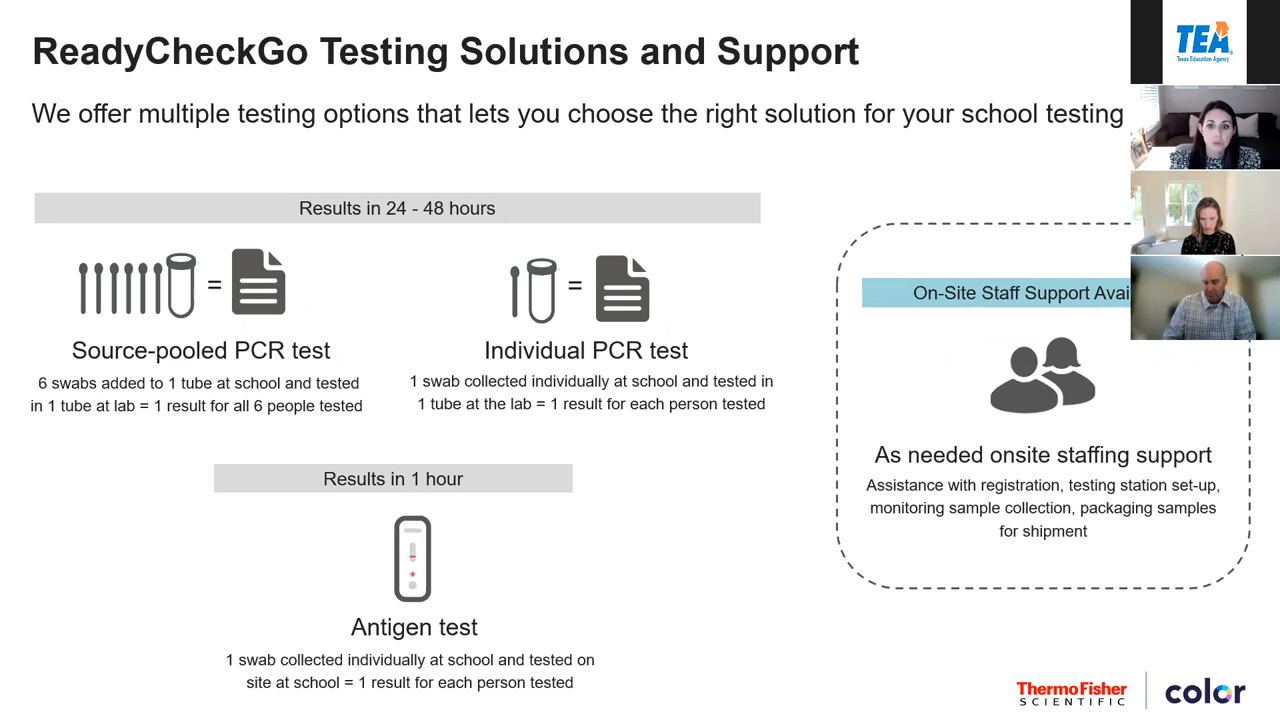 ReadyCheckGo Testing Solutions and Support
We offer multiple testing options that lets you choose the right solution for your school testing
TEA
Texas Education Agency
Results in 24 - 48 hours
=
=
Source-pooled PCR test
6 swabs added to 1 tube at school and tested
in 1 tube at lab = 1 result for all 6 people tested
Individual PCR test
1 swab collected individually at school and tested in
1 tube at the lab = 1 result for each person tested
Results in 1 hour
Antigen test
1 swab collected individually at school and tested on
site at school = 1 result for each person tested
On-Site Staff Support Avai
As needed onsite staffing support
Assistance with registration, testing station set-up,
monitoring sample collection, packaging samples
for shipment
ThermoFisher
SCIENTIFIC
color